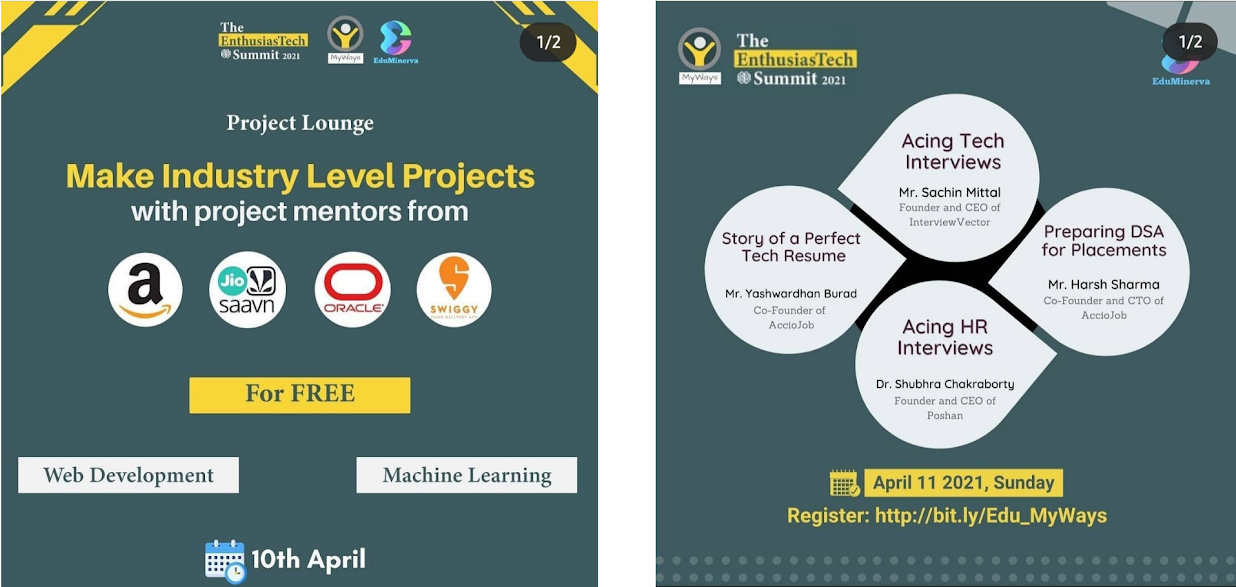 The
EnthusiasTech
Summit 2021
MyWays
EduMinerva
1/2
Project Lounge
Make Industry Level Projects
with project mentors from
a
Jio
saavn
ORACLE
SWIGGY
FOOD DELIVERY APP
For FREE
Web Development
Machine Learning
10th April
MyWays
The
EnthusiasTech
Summit 2021
1/2
EduMinerva
Acing Tech
Interviews
Mr. Sachin Mittal
Founder and CEO of
InterviewVector
Story of a Perfect
Tech Resume
Mr. Yashwardhan Burad
Co-Founder of
AccioJob
Preparing DSA
for Placements
Mr. Harsh Sharma
Co-Founder and CTO of
AccioJob
Acing HR
Interviews
Dr. Shubhra Chakraborty
Founder and CEO of
Poshan
April 11 2021, Sunday
Register: http://bit.ly/Edu_MyWays